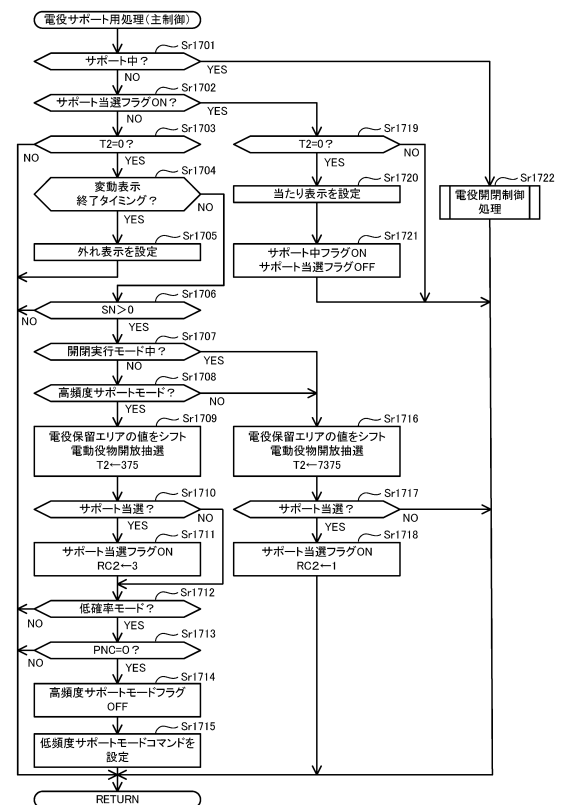 電役サポート用処理(主制御)
Sr1701
サポート中?
YES
NO
Sr1702
サポート当選フラグON?
YES
NO
Sr1703
T2=0?
NO
YES
Sr1704
変動表示
終了タイミング?
NO
YES
Sr1705
外れ表示を設定
Sr1719
T2=0?
NO
YES
Sr1720
当たり表示を設定
Sr1721
サポート中フラグON
サポート当選フラグOFF
Sr1722
電役開閉制御
処理
Sr1706
SN>0
NO
YES
Sr1707
開閉実行モード中?
YES
NO
Sr1708
高頻度サポートモード?
NO
YES
Sr1709
電役保留エリアの値をシフト
電動役物開放抽選
T2←375
Sr1710
サポート当選?
NO
YES
Sr1711
サポート当選フラグON
RC2←3
Sr1716
電役保留エリアの値をシフト
電動役物開放抽選
T2←7375
Sr1717
サポート当選?
NO
YES
Sr1718
サポート当選フラグON
RC2←1
Sr1712
低確率モード?
NO
YES
Sr1713
PNC=0?
NO
YES
Sr1714
高頻度サポートモードフラグ
OFF
Sr1715
低頻度サポートモードコマンドを
設定
RETURN